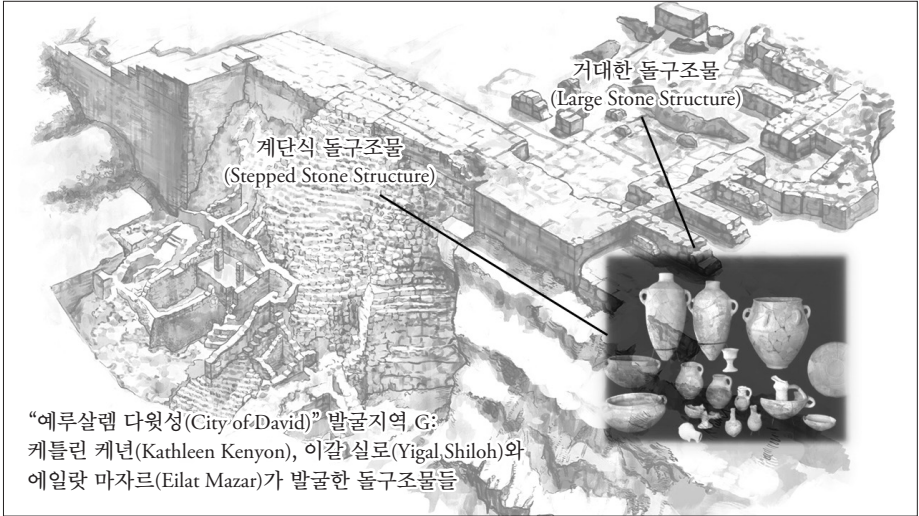 거대한 돌구조물
(Large Stone Structure)
계단식 돌구조물
(Stepped Stone Structure)
“예루살렘 다윗성(City of David)” 발굴지역 G:
케틀린 케년(Kathleen Kenyon), 이갈 실로(Yigal Shiloh)와
에일랏 마자르(Eilat Mazar)가 발굴한 돌구조물들